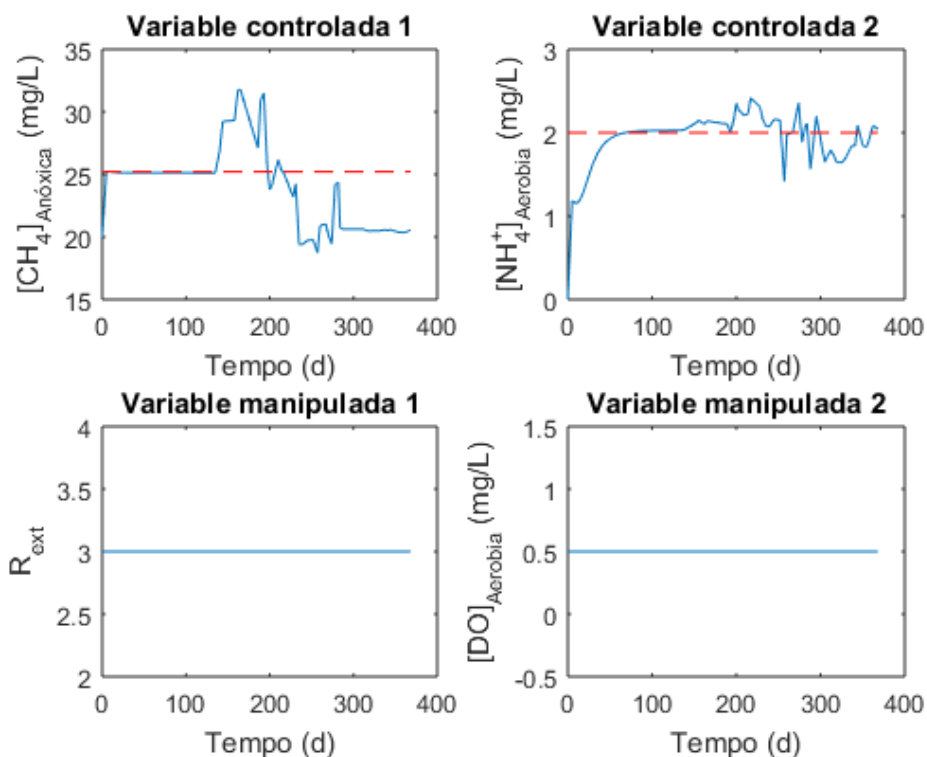 Variable controlada 1
[CH4]Anóxica (mg/L)
35
30
25
20
15
0 100 200 300 400
Tempo (d)
Variable controlada 2
[NH4+]Aerobia (mg/L)
3
2
1
0
0 100 200 300 400
Tempo (d)
Variable manipulada 1
Rext
4
3.5
3
2.5
2
0 100 200 300 400
Tempo (d)
Variable manipulada 2
[DO]Aerobia (mg/L)
1.5
1
0.5
0
-0.5
0 100 200 300 400
Tempo (d)